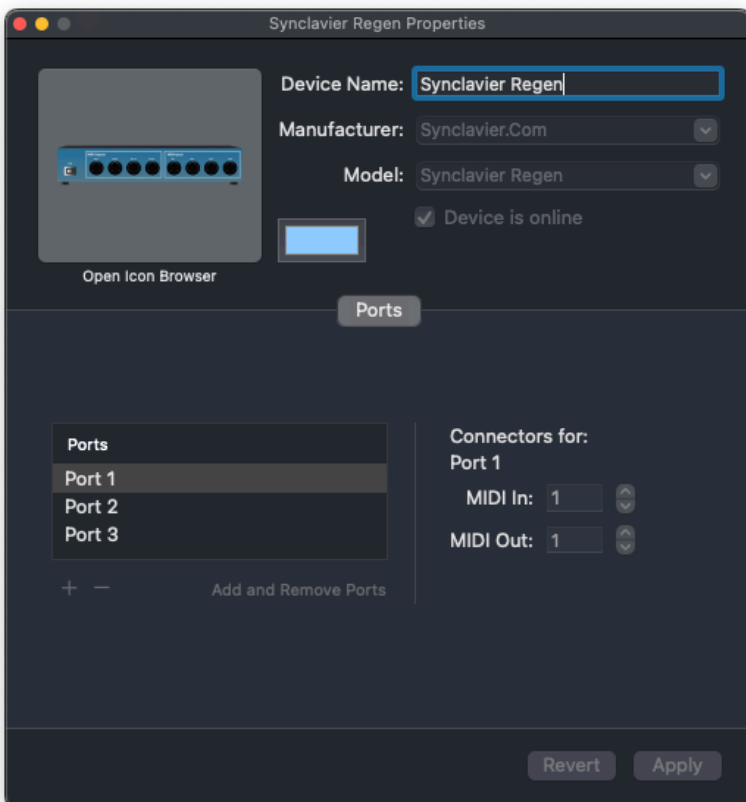 Synclavier Regen Properties
Device Name: Synclavier Regen
Manufacturer: Synclavier.Com
Model: Synclavier Regen
Device is online
Open Icon Browser
Ports
Ports
Port 1
Port 2
Port 3
+ − Add and Remove Ports
Connectors for:
Port 1
MIDI In: 1
MIDI Out: 1
Revert Apply